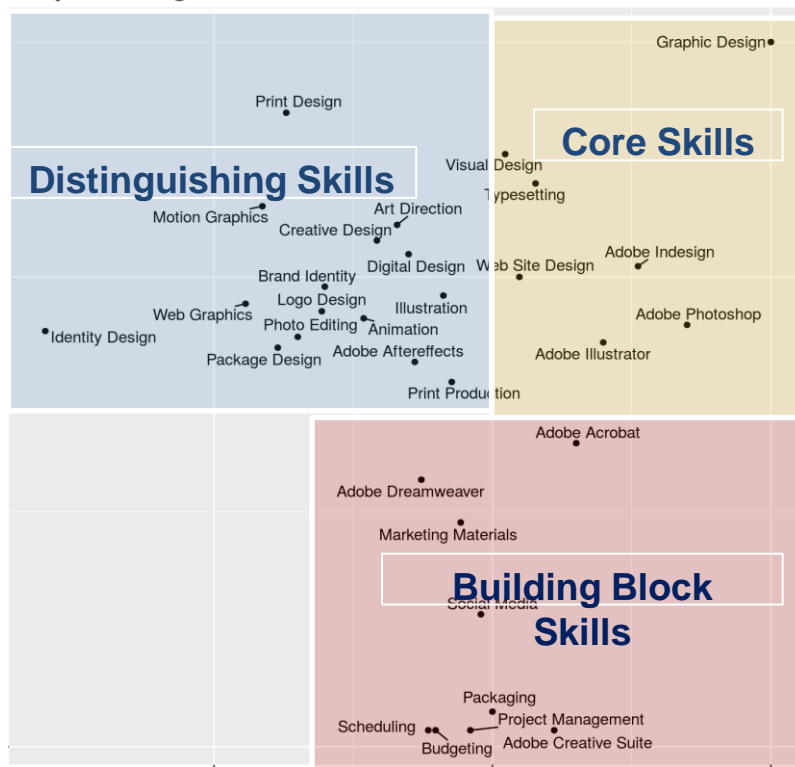 Graphic Design
Print Design
Core Skills
Visual Design
Distinguishing Skills
Typesetting
Art Direction
Motion Graphics
Creative Design
Adobe Indesign
Digital Design
Web Site Design
Brand Identity
Logo Design
Illustration
Web Graphics
Adobe Photoshop
Photo Editing
Animation
Identity Design
Adobe Aftereffects
Adobe Illustrator
Package Design
Print Production
Adobe Acrobat
Adobe Dreamweaver
Marketing Materials
Building Block
Skills
Social Media
Packaging
Project Management
Scheduling
Budgeting
Adobe Creative Suite